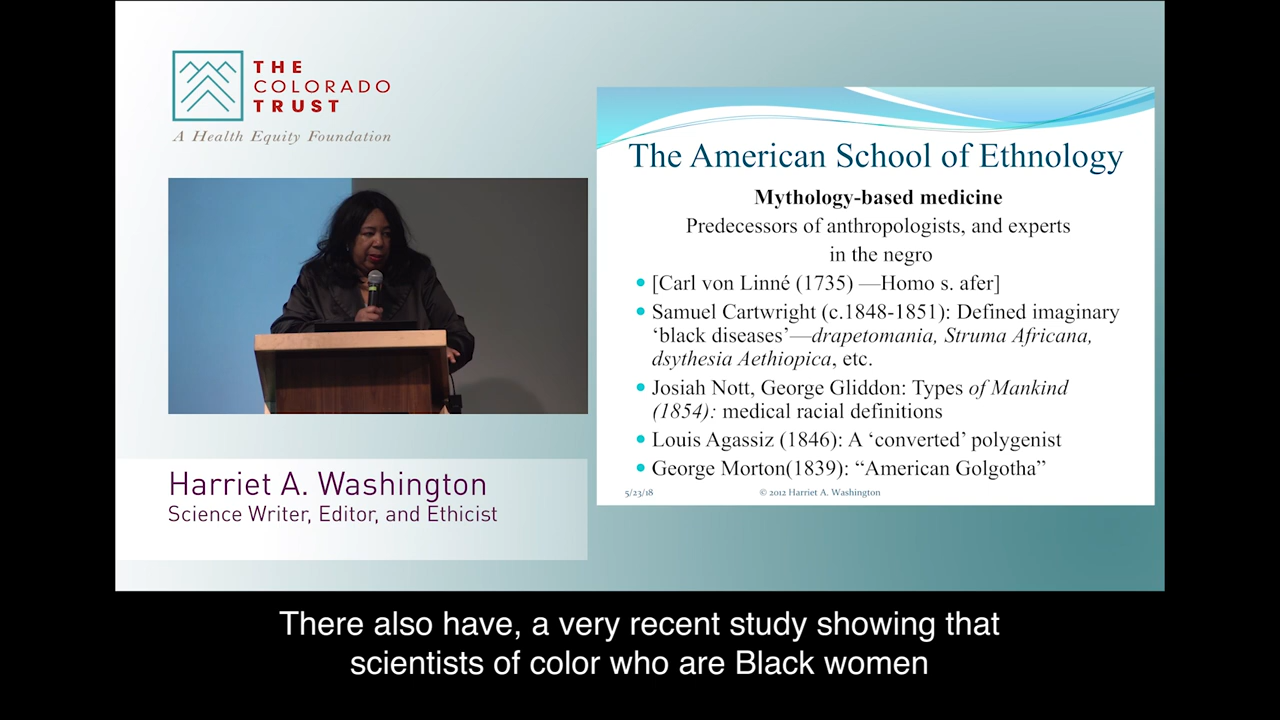 THE
COLORADO
TRUST
A Health Equity Foundation
The American School of Ethnology
Mythology-based medicine
Predecessors of anthropologists, and experts
in the negro
[Carl von Linné (1735) —Homo s. afer]
Samuel Cartwright (c.1848-1851): Defined imaginary
‘black diseases’—drapetomania, Struma Africana,
dsythesia Aethiopica, etc.
Josiah Nott, George Gliddon: Types of Mankind
(1854): medical racial definitions
Louis Agassiz (1846): A ‘converted’ polygenist
George Morton(1839): “American Golgotha”
5/23/18
© 2012 Harriet A. Washington
Harriet A. Washington
Science Writer, Editor, and Ethicist
There also have, a very recent study showing that
scientists of color who are Black women